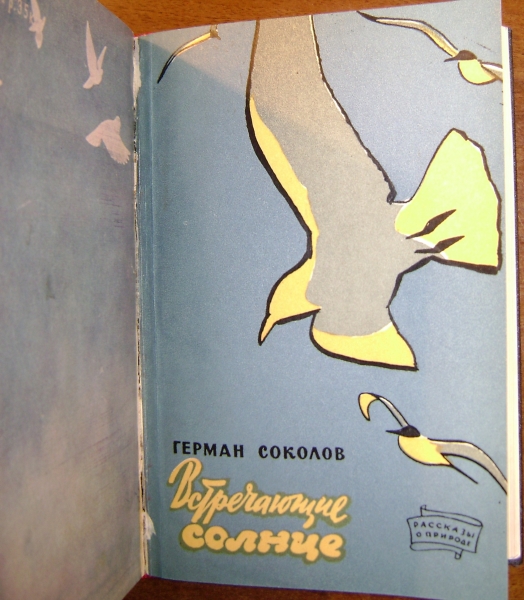 ГЕРМАН СОКОЛОВ
Встречающие
солнце
РАССКАЗЫ
О ПРИРОДЕ